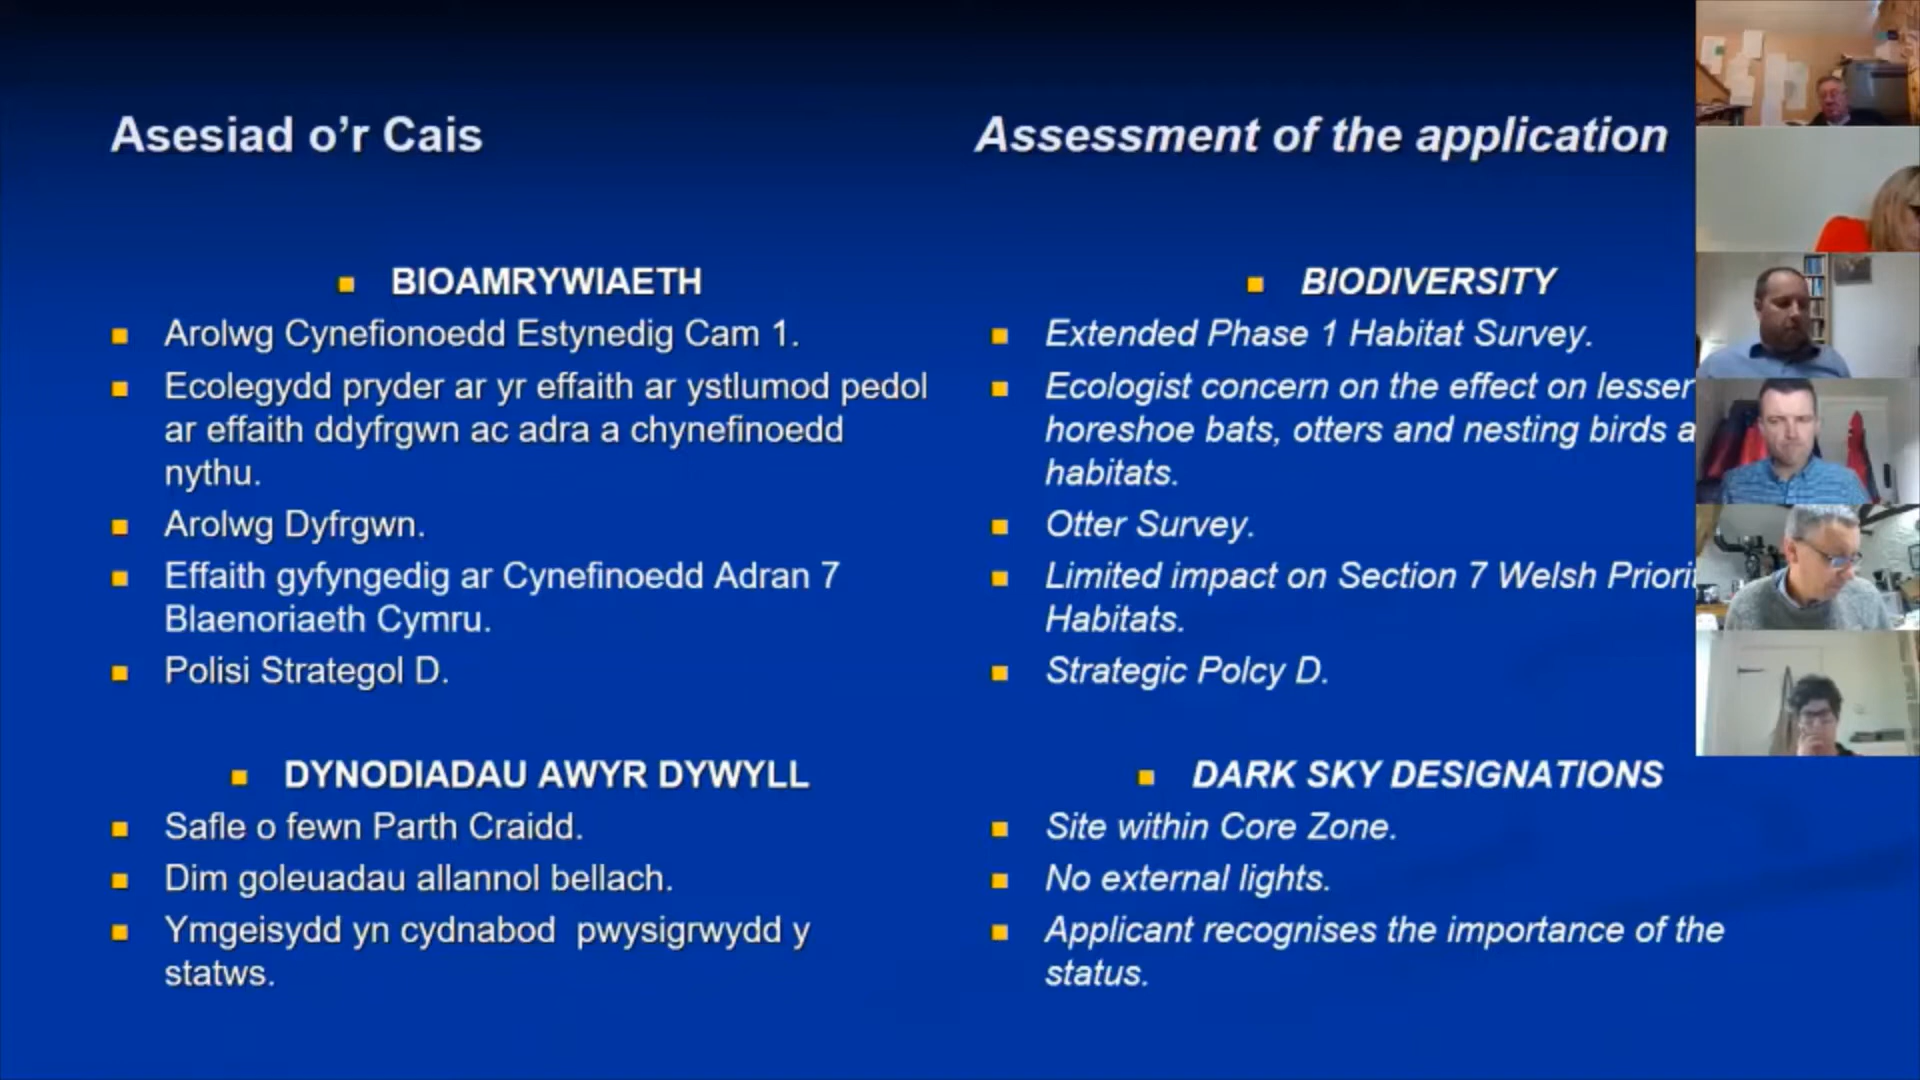 Asesiad o’r Cais
BIOAMRYWIAETH
Arolwg Cynefionoedd Estynedig Cam 1.
Ecolegydd pryder ar yr effaith ar ystlumod pedol
ar effaith ddyfrgwn ac adra a chynefinoedd
nythu.
Arolwg Dyfrgwn.
Effaith gyfyngedig ar Cynefinoedd Adran 7
Blaenoriaeth Cymru.
Polisi Strategol D.
DYNODIADAU AWYR DYWYLL
Safle o fewn Parth Craidd.
Dim goleuadau allannol bellach.
Ymgeisydd yn cydnabod pwysigrwydd y
statws.
Assessment of the application
BIODIVERSITY
Extended Phase 1 Habitat Survey.
Ecologist concern on the effect on lesser
horeshoe bats, otters and nesting birds
habitats.
Otter Survey.
Limited impact on Section 7 Welsh
Habitats.
Strategic Polcy D.
DARK SKY DESIGNATIONS
Site within Core Zone.
No external lights.
Applicant recognises the importance of the
status.